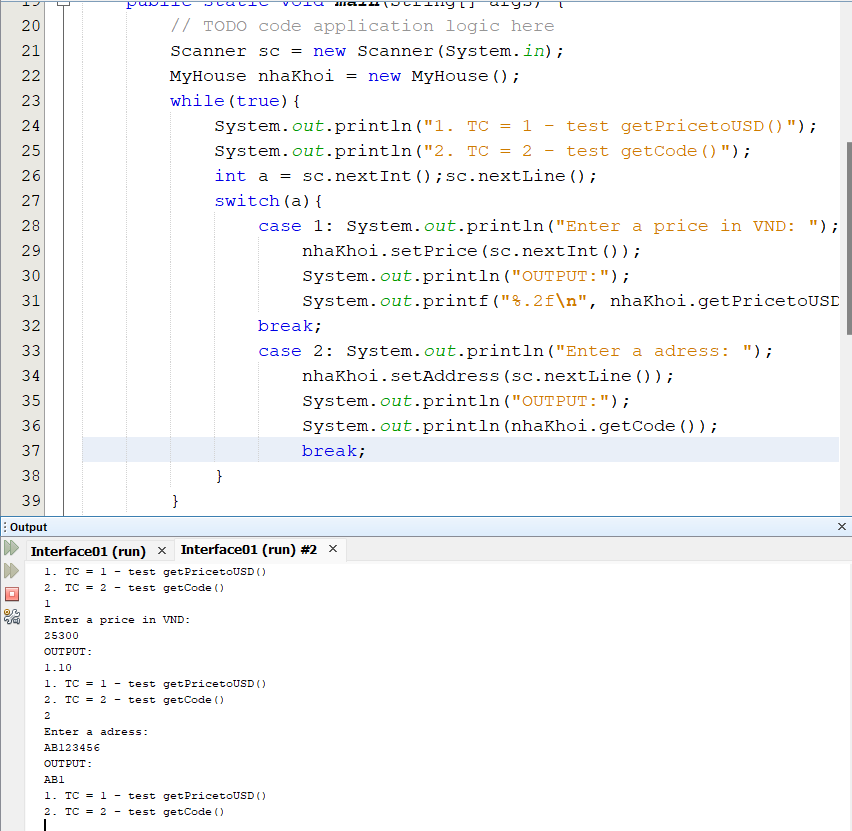 19 public static void main(String[] args) {
20 // TODO code application logic here
21 Scanner sc = new Scanner(System.in);
22 MyHouse nhaKhoi = new MyHouse();
23 while(true){
24 System.out.println("1. TC = 1 - test getPricetoUSD()");
25 System.out.println("2. TC = 2 - test getCode()");
26 int a = sc.nextInt();sc.nextLine();
27 switch(a){
28 case 1: System.out.println("Enter a price in VND: ");
29 nhaKhoi.setPrice(sc.nextInt());
30 System.out.println("OUTPUT:");
31 System.out.printf("%.2f\n", nhaKhoi.getPricetoUSD
32 break;
33 case 2: System.out.println("Enter a adress: ");
34 nhaKhoi.setAddress(sc.nextLine());
35 System.out.println("OUTPUT:");
36 System.out.println(nhaKhoi.getCode());
37 break;
38 }
39 }
Output
Interface01 (run) Interface01 (run) #2
1. TC = 1 - test getPricetoUSD()
2. TC = 2 - test getCode()
1
Enter a price in VND:
25300
OUTPUT:
1.10
1. TC = 1 - test getPricetoUSD()
2. TC = 2 - test getCode()
2
Enter a adress:
AB123456
OUTPUT:
AB1
1. TC = 1 - test getPricetoUSD()
2. TC = 2 - test getCode()